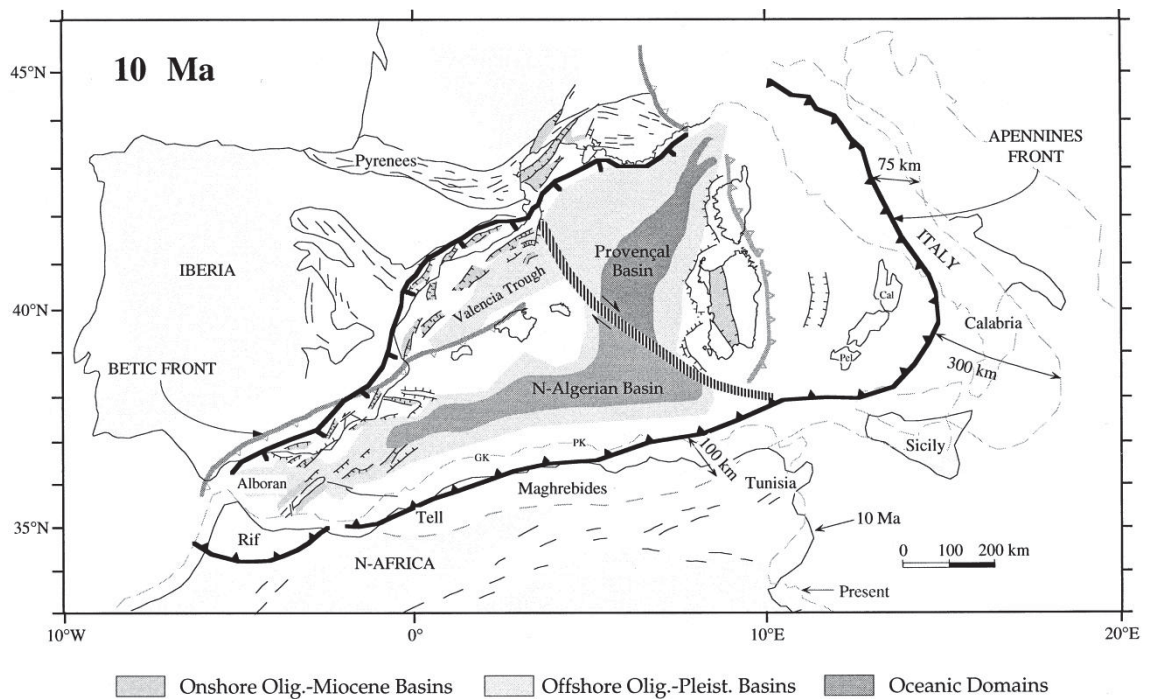 10 Ma
45°N
40°N
35°N
10°W
0°
10°E
20°E
Pyrenees
APENNINES
FRONT
75 km
ITALY
IBERIA
Provençal
Basin
Valencia Trough
Cal
Calabria
Pel
300 km
BETIC FRONT
N-Algerian Basin
Sicily
PK
GK
100 km
Alboran
Maghrebides
Tunisia
Tell
Rif
N-AFRICA
10 Ma
0 100 200 km
Present
Onshore Olig.-Miocene Basins
Offshore Olig.-Pleist. Basins
Oceanic Domains